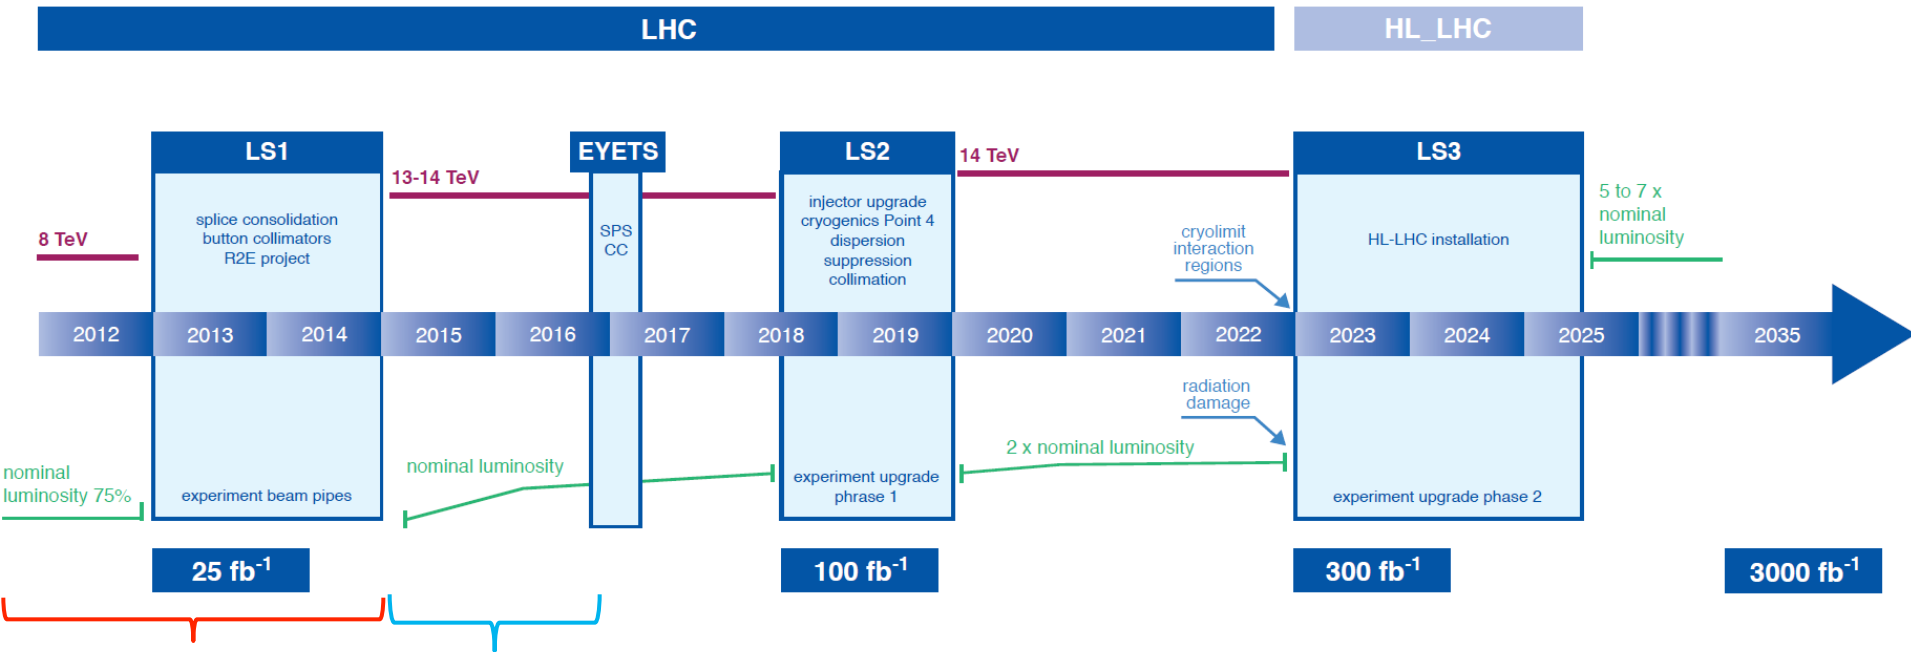 LHC
HL_LHC
LS1
EYETS
LS2
LS3
8 TeV
13-14 TeV
14 TeV
splice consolidation
button collimators
R2E project
SPS
CC
injector upgrade
cryogenics Point 4
dispersion
suppression
collimation
cryolimit
interaction
regions
HL-LHC installation
5 to 7 x
nominal
luminosity
2012
2013
2014
2015
2016
2017
2018
2019
2020
2021
2022
2023
2024
2025
2035
radiation
damage
nominal
luminosity 75%
experiment beam pipes
nominal luminosity
experiment upgrade
phrase 1
2 x nominal luminosity
experiment upgrade phase 2
25 fb⁻¹
100 fb⁻¹
300 fb⁻¹
3000 fb⁻¹